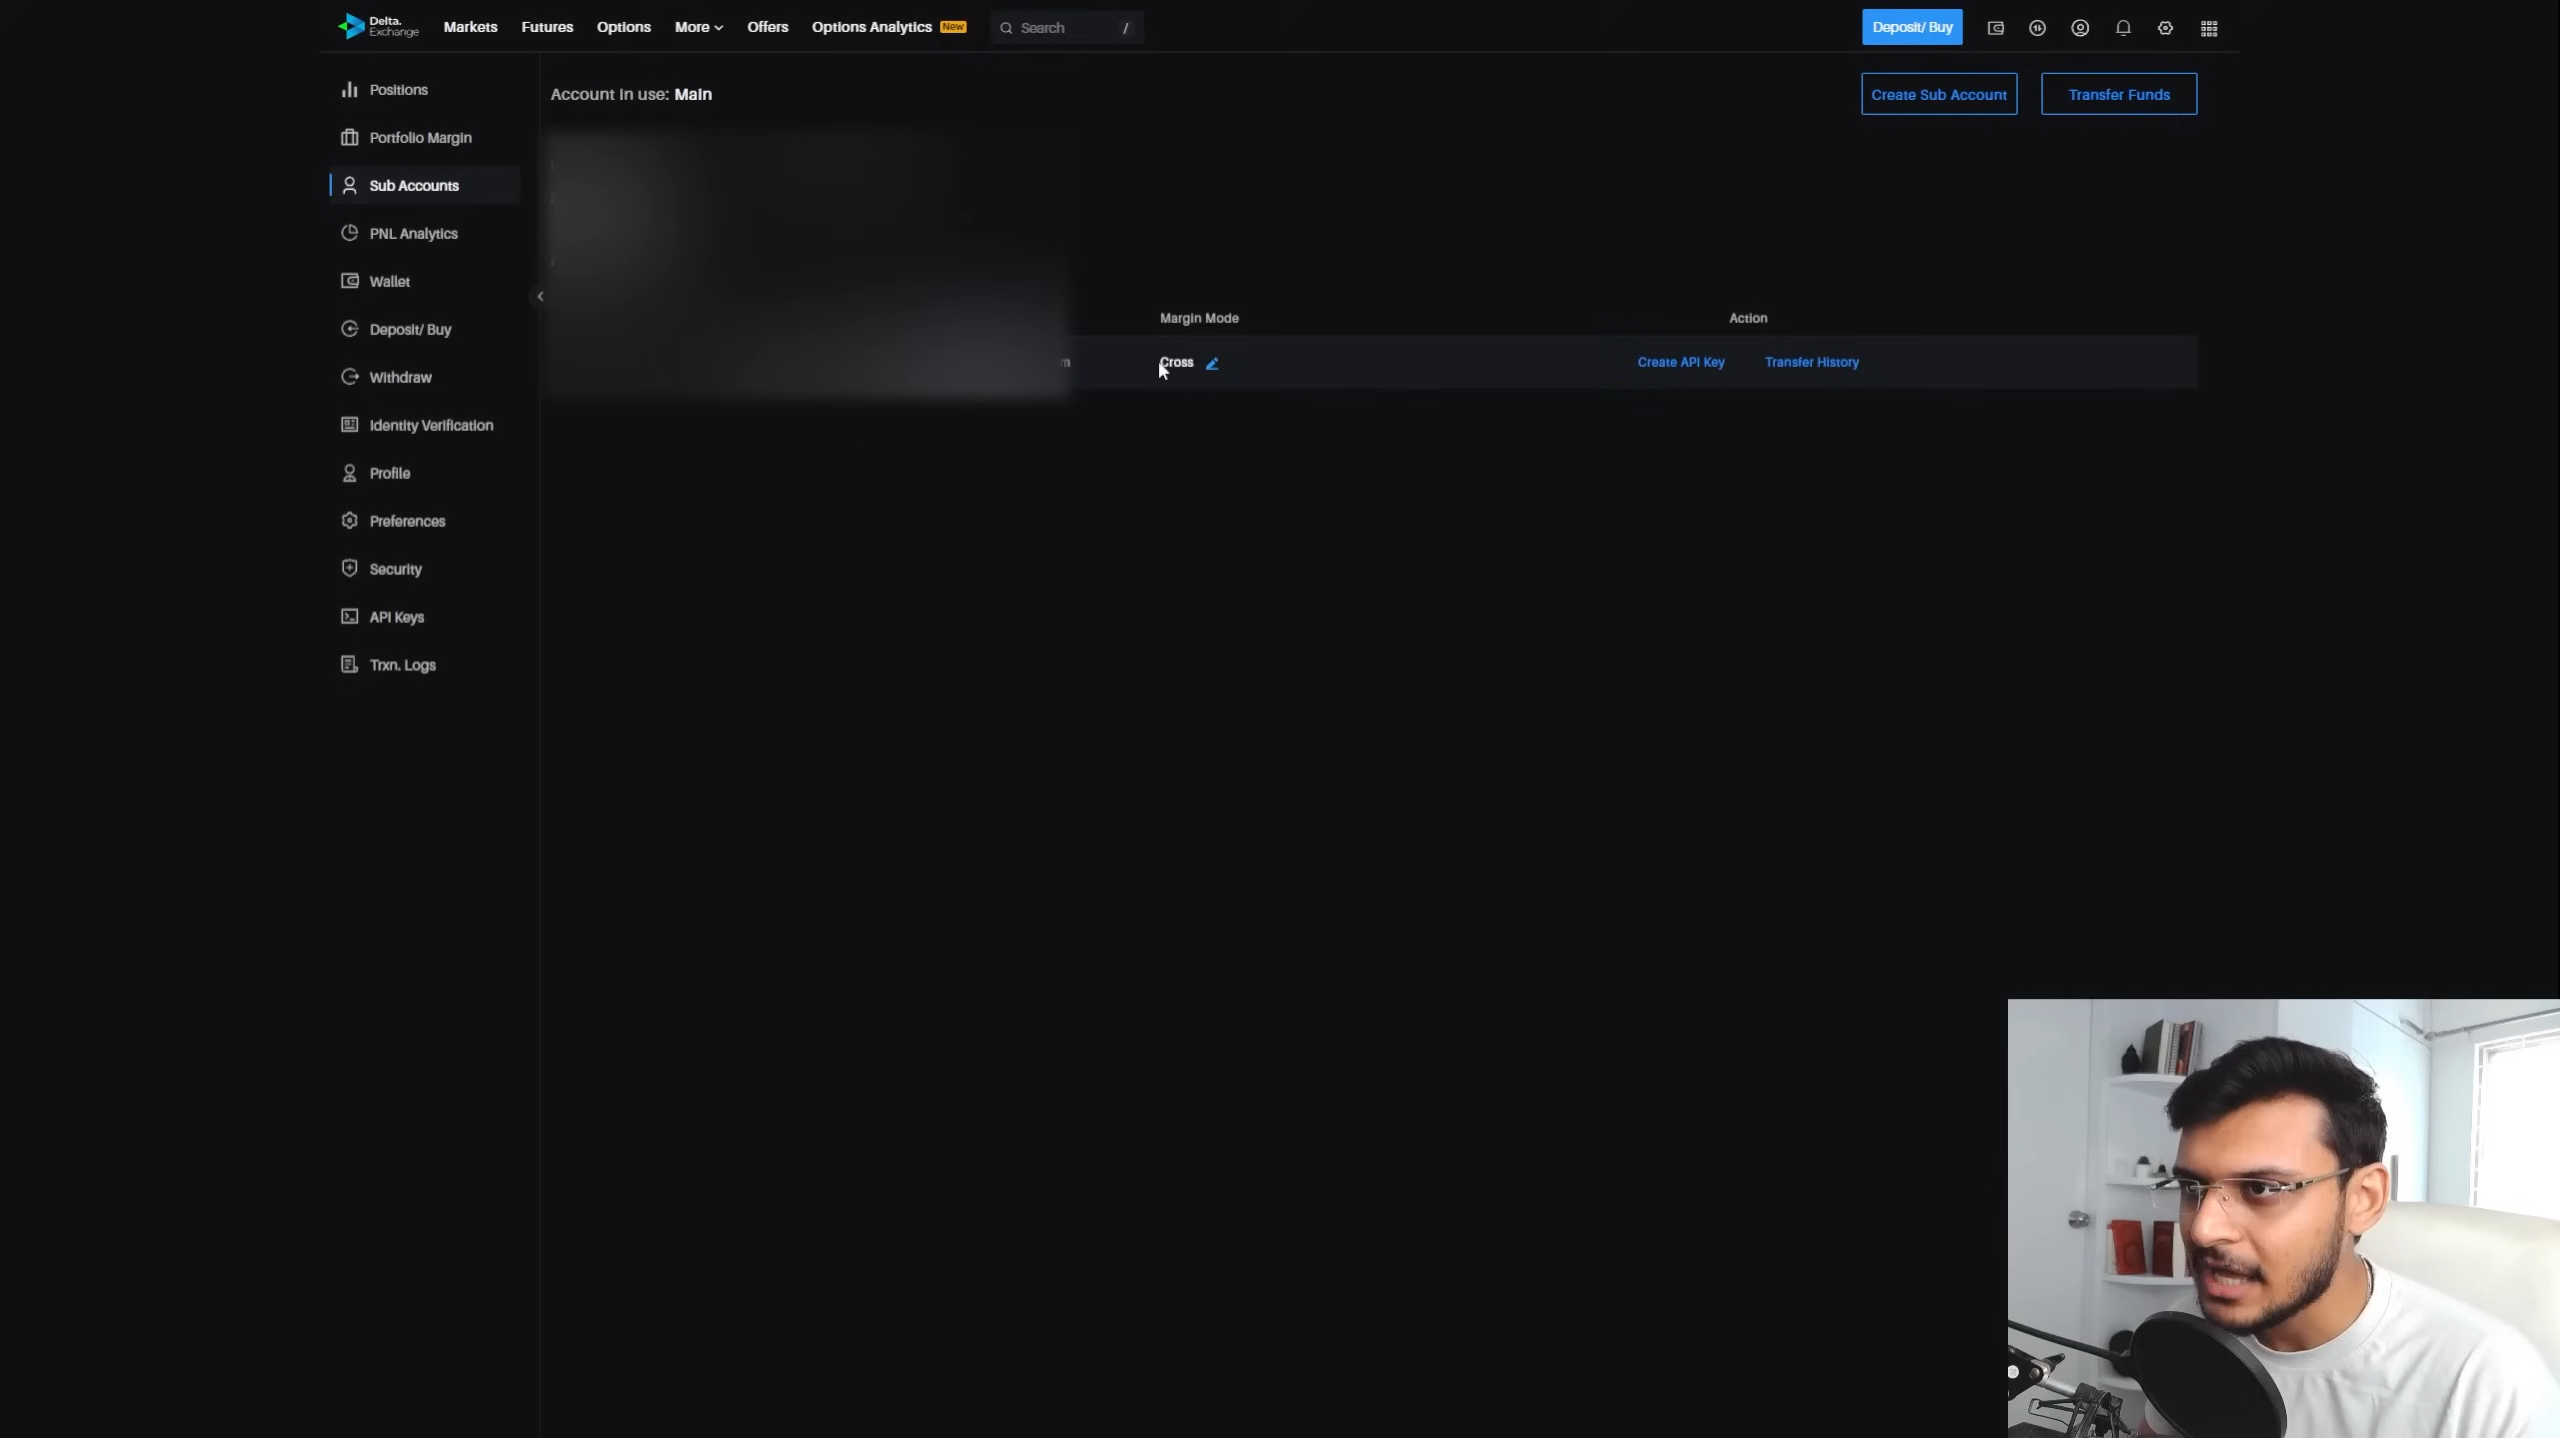 Delta.
Exchange
Markets
Futures
Options
More
Offers
Options Analytics New
Search /
Deposit/ Buy
Positions
Portfolio Margin
Sub Accounts
PNL Analytics
Wallet
Deposit/ Buy
Withdraw
Identity Verification
Profile
Preferences
Security
API Keys
Trxn. Logs
Account in use: Main
Create Sub Account
Transfer Funds
Margin Mode
Action
m
Cross
Create API Key
Transfer History